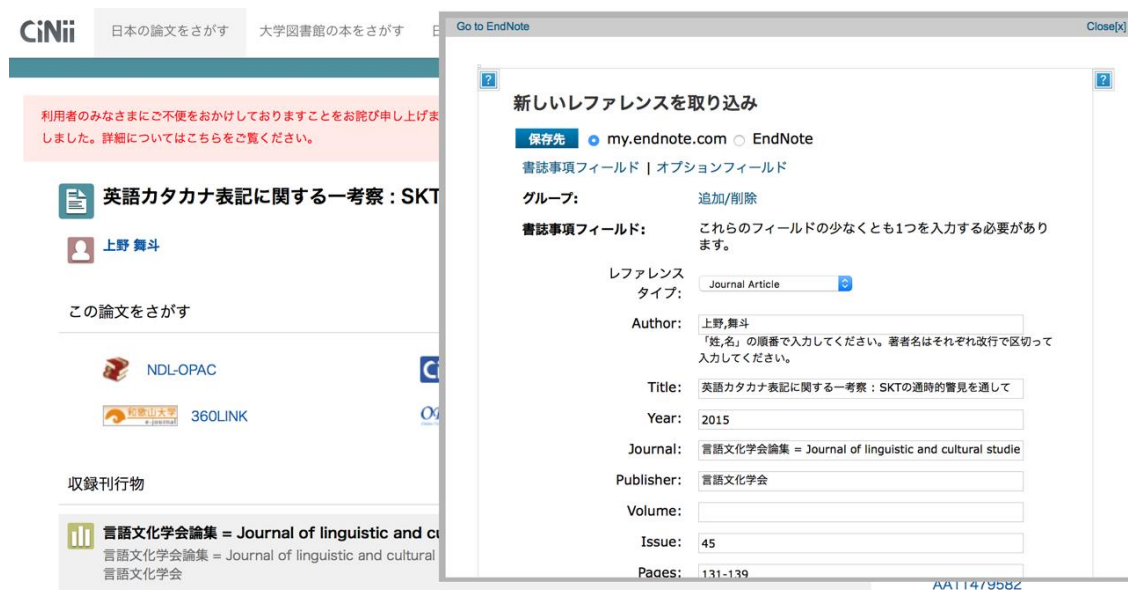 CiNii
日本の論文をさがす
大学図書館の本をさがす
利用者のみなさまにご不便をおかけしておりますことをお詫び申し上げま
しました。詳細についてはこちらをご覧ください。
英語カタカナ表記に関する一考察 : SKT
上野 舞斗
この論文をさがす
NDL-OPAC
Ci
和歌山大学
e-journal
360LINK
収録刊行物
言語文化学会論集 = Journal of linguistic and cu
言語文化学会論集 = Journal of linguistic and cultural
言語文化学会
Go to EndNote
Close[x]
?
?
新しいレファレンスを取り込み
保存先 my.endnote.com EndNote
書誌事項フィールド | オプションフィールド
グループ: 追加/削除
書誌事項フィールド: これらのフィールドの少なくとも1つを入力する必要があり
ます。
レファレンス
タイプ: Journal Article
Author: 上野,舞斗
「姓,名」の順番で入力してください。著者名はそれぞれ改行で区切って
入力してください。
Title: 英語カタカナ表記に関する一考察 : SKTの通時的瞥見を通して
Year: 2015
Journal: 言語文化学会論集 = Journal of linguistic and cultural studie
Publisher: 言語文化学会
Volume:
Issue: 45
Pages: 131-139
AA11479582